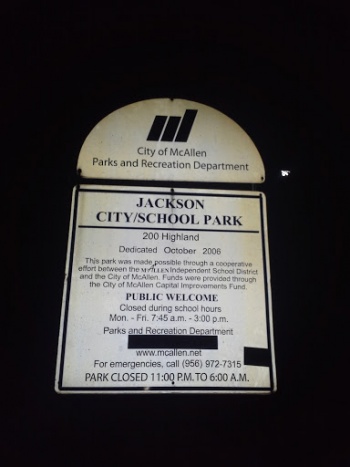 City of McAllen
Parks and Recreation Department
JACKSON
CITY/SCHOOL PARK
200 Highland
Dedicated October 2006
This park was made possible through a cooperative
effort between the McALLEN Independent School District
and the City of McAllen. Funds were provided through
the City of McAllen Capital Improvements Fund.
PUBLIC WELCOME
Closed during school hours
Mon. - Fri. 7:45 a.m. - 3:00 p.m.
Parks and Recreation Department
www.mcallen.net
For emergencies, call (956) 972-7315
PARK CLOSED 11:00 P.M. TO 6:00 A.M.